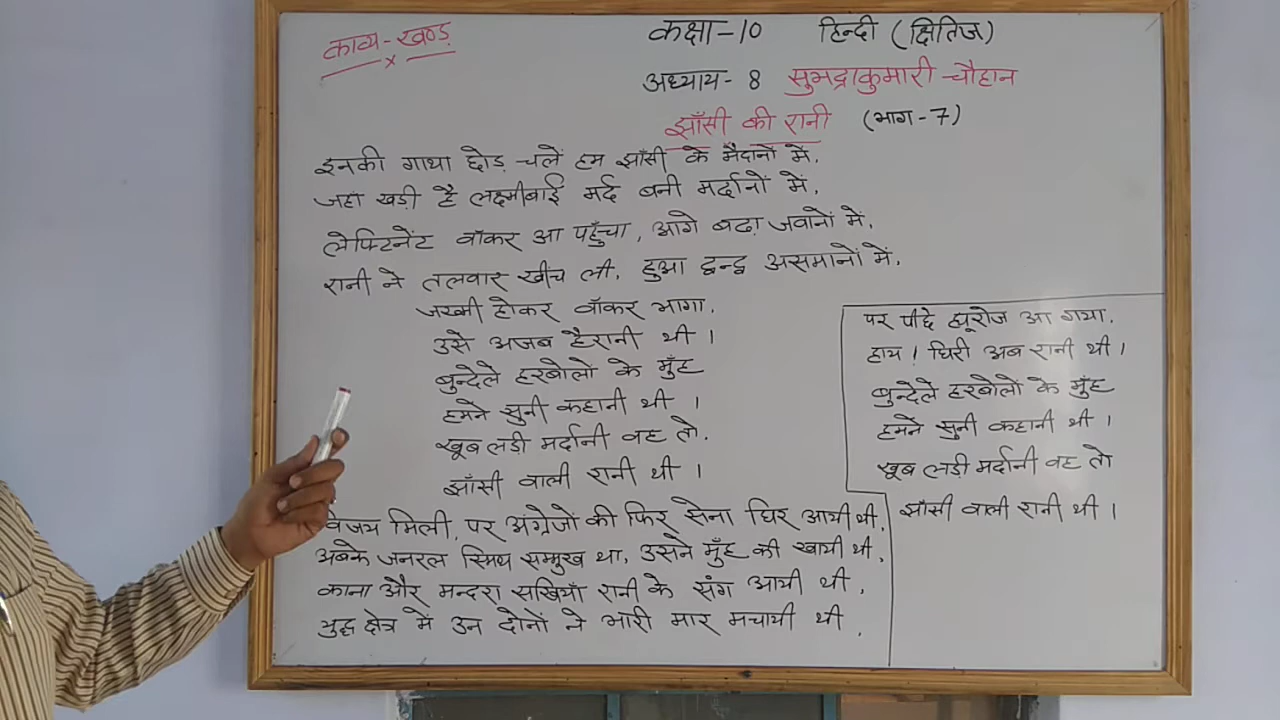 काव्य-खण्ड
x
कक्षा-10 हिन्दी (क्षितिज)
अध्याय-8 सुभद्राकुमारी चौहान
झाँसी की रानी (भाग-7)
इनकी गाथा छोड़ चलें हम झाँसी के मैदानों में,
जहाँ खड़ी है लक्ष्मीबाई मर्द बनी मर्दानों में,
लेफ्टिनेंट वॉकर आ पहुँचा, आगे बढ़ा जवानों में,
रानी ने तलवार खींच ली, हुआ द्वन्द्व असमानों में,
जख्मी होकर वॉकर भागा,
उसे अजब हैरानी थी।
बुन्देले हरबोलों के मुँह
हमने सुनी कहानी थी।
खूब लड़ी मर्दानी वह तो,
झाँसी वाली रानी थी।
विजय मिली, पर अंग्रेजों की फिर सेना घिर आयी थी,
अबके जनरल स्मिथ सम्मुख था, उसने मुँह की खायी थी,
काना और मन्दरा सखियाँ रानी के संग आयी थी,
युद्ध क्षेत्र में उन दोनों ने भारी मार मचायी थी,
पर पीछे ह्यूरोज आ गया,
हाय। घिरी अब रानी थी।
बुन्देले हरबोलों के मुँह
हमने सुनी कहानी थी।
खूब लड़ी मर्दानी वह तो
झाँसी वाली रानी थी।